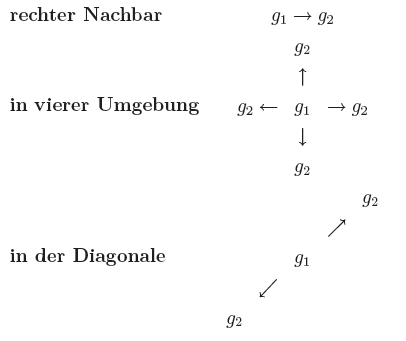 rechter Nachbar g₁ → g₂
g₂
↑
in vierer Umgebung g₂ ← g₁ → g₂
↓
g₂
g₂
↗
in der Diagonale g₁
↙
g₂